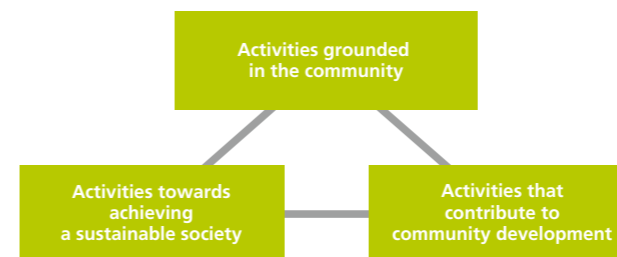 Activities grounded
in the community
Activities towards
achieving
a sustainable society
Activities that
contribute to
community development